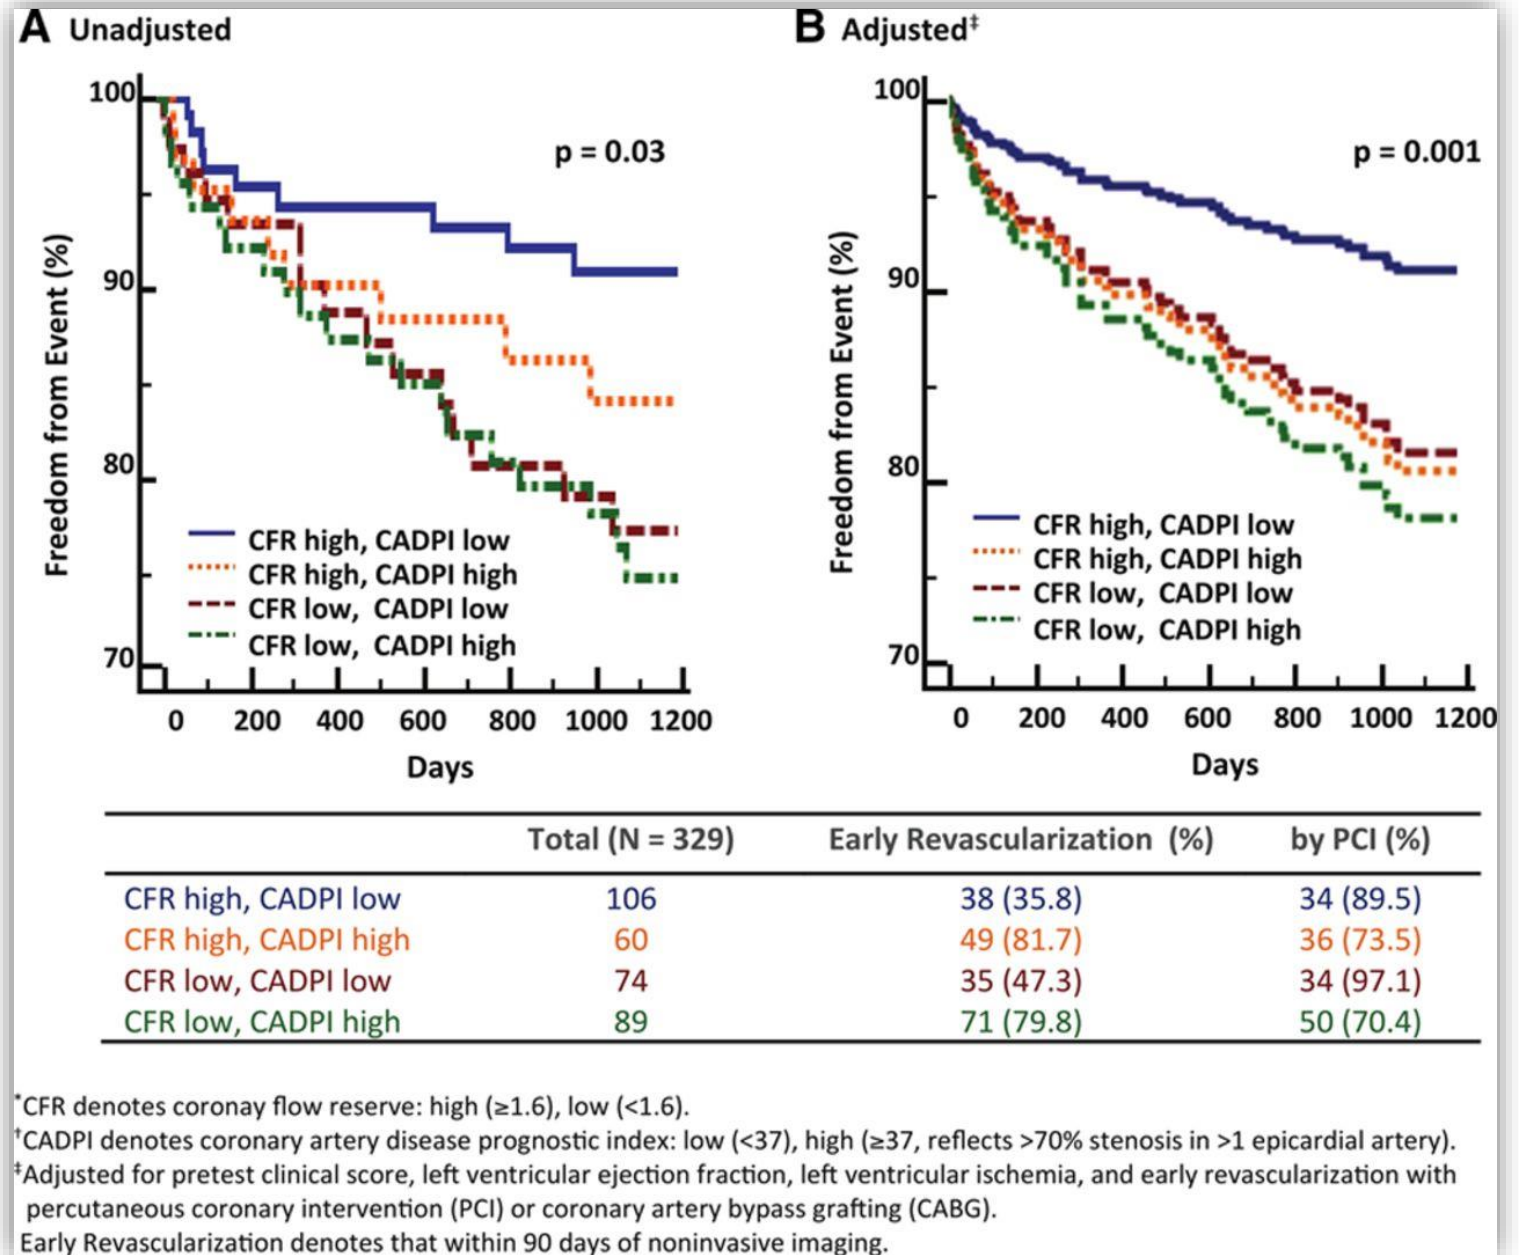 A Unadjusted
100
90
80
70
Freedom from Event (%)
p = 0.03
CFR high, CADPI low
CFR high, CADPI high
CFR low, CADPI low
CFR low, CADPI high
0 200 400 600 800 1000 1200
Days
B Adjusted‡
100
90
80
70
Freedom from Event (%)
p = 0.001
CFR high, CADPI low
CFR high, CADPI high
CFR low, CADPI low
CFR low, CADPI high
0 200 400 600 800 1000 1200
Days
Total (N = 329) Early Revascularization (%) by PCI (%)
CFR high, CADPI low 106 38 (35.8) 34 (89.5)
CFR high, CADPI high 60 49 (81.7) 36 (73.5)
CFR low, CADPI low 74 35 (47.3) 34 (97.1)
CFR low, CADPI high 89 71 (79.8) 50 (70.4)
*CFR denotes coronay flow reserve: high (≥1.6), low (<1.6).
†CADPI denotes coronary artery disease prognostic index: low (<37), high (≥37, reflects >70% stenosis in >1 epicardial artery).
‡Adjusted for pretest clinical score, left ventricular ejection fraction, left ventricular ischemia, and early revascularization with
percutaneous coronary intervention (PCI) or coronary artery bypass grafting (CABG).
Early Revascularization denotes that within 90 days of noninvasive imaging.